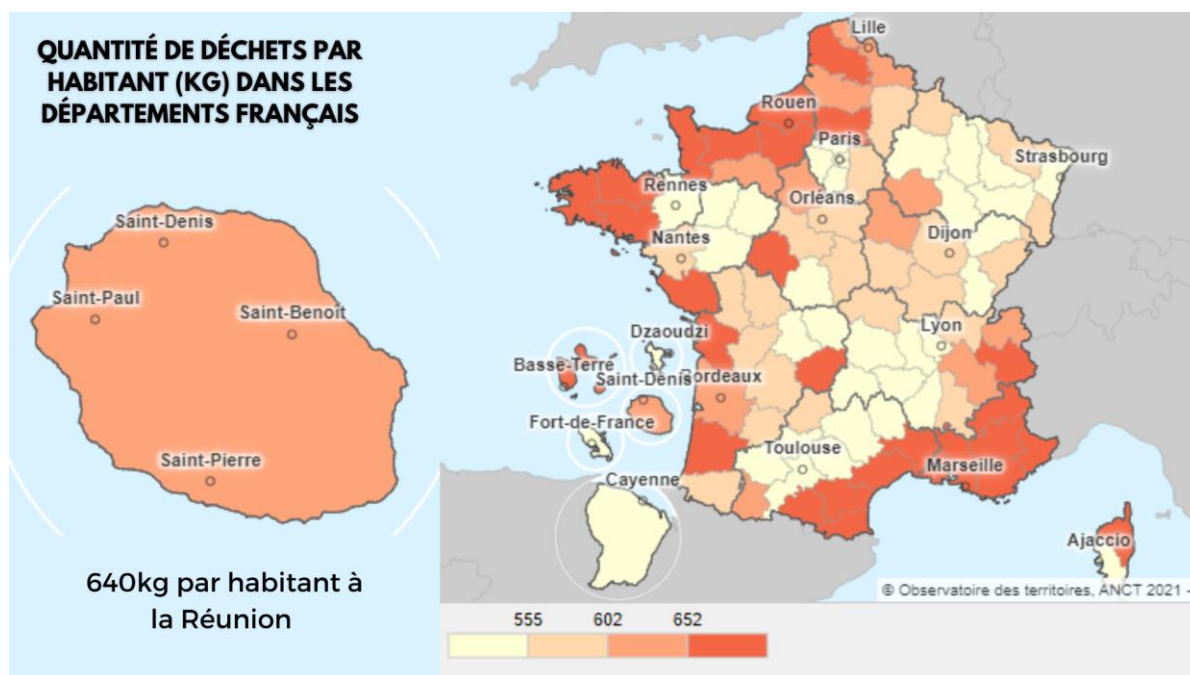 QUANTITÉ DE DÉCHETS PAR
HABITANT (KG) DANS LES
DÉPARTEMENTS FRANÇAIS
Saint-Denis
Saint-Paul
Saint-Benoît
Saint-Pierre
640kg par habitant à
la Réunion
Lille
Rouen
Paris
Strasbourg
Rennes
Orléans
Nantes
Dijon
Dzaoudzi
Lyon
Basse-Terre
Saint-Denis
Bordeaux
Fort-de-France
Toulouse
Marseille
Cayenne
Ajaccio
© Observatoire des territoires, ANCT 2021 -
555 602 652